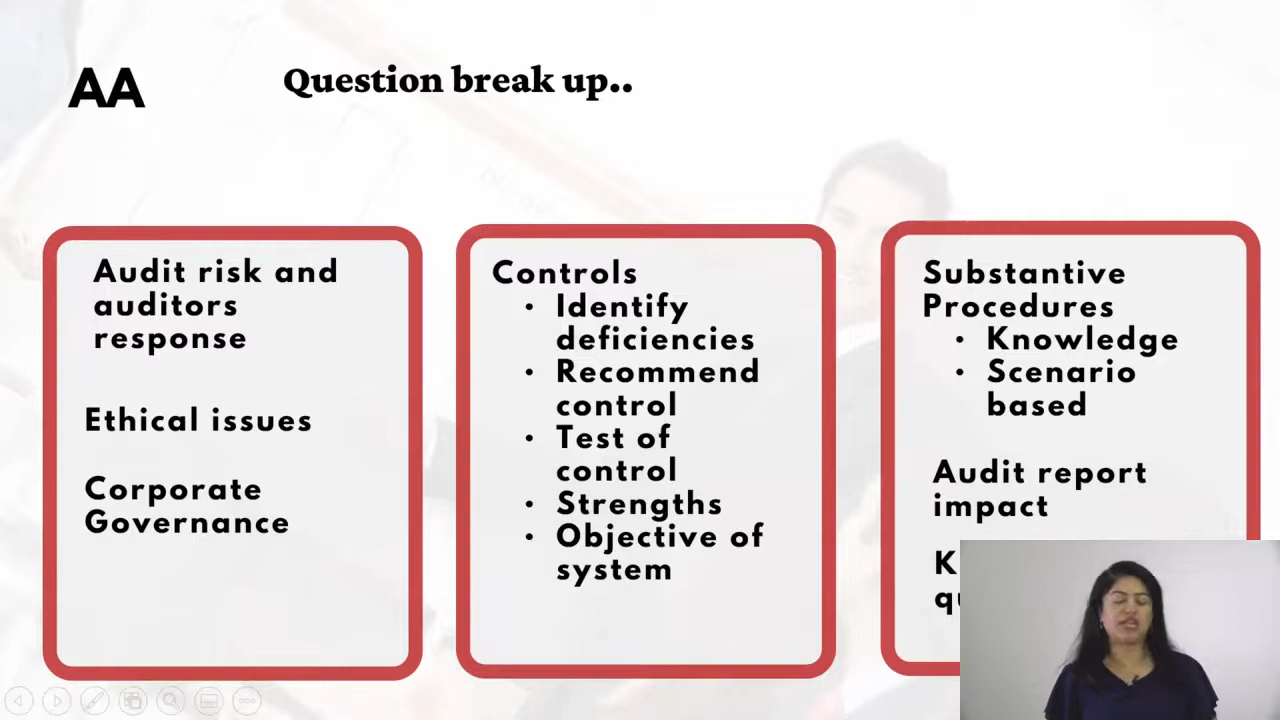 AA
Question break up..
Audit risk and
auditors
response
Ethical issues
Corporate
Governance
Controls
• Identify
deficiencies
• Recommend
control
• Test of
control
• Strengths
• Objective of
system
Substantive
Procedures
• Knowledge
• Scenario
based
Audit report
impact